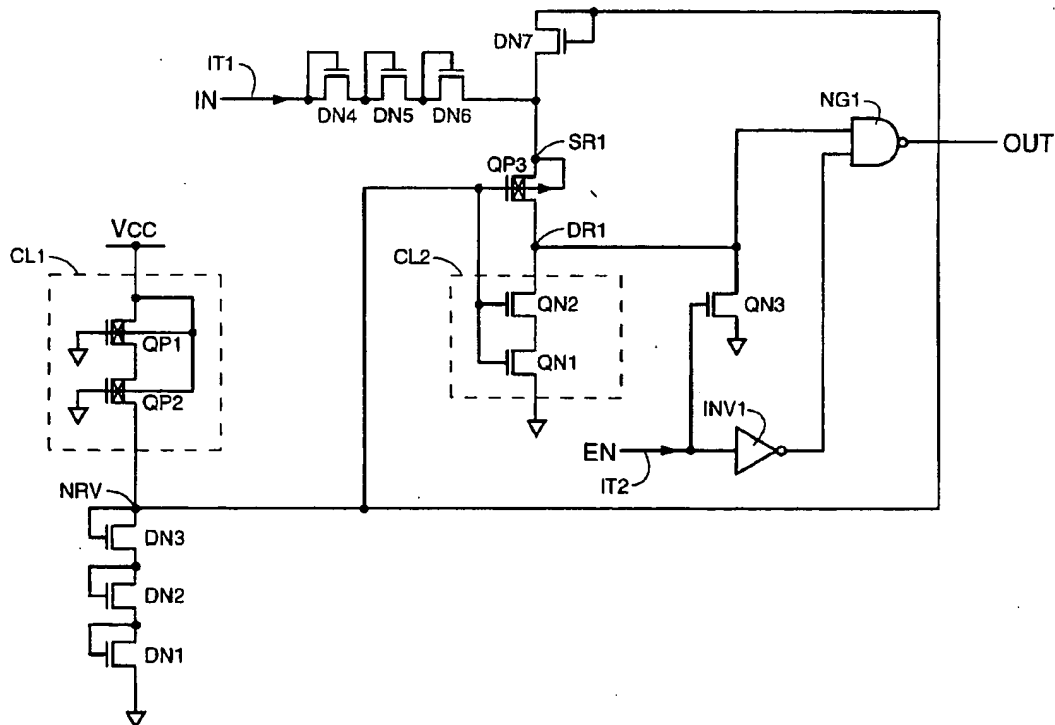 DN7
IT1
IN
DN4
DN5
DN6
NG1
OUT
SR1
QP3
VCC
CL1
DR1
CL2
QN2
QN3
QP1
QN1
QP2
INV1
EN
IT2
NRV
DN3
DN2
DN1